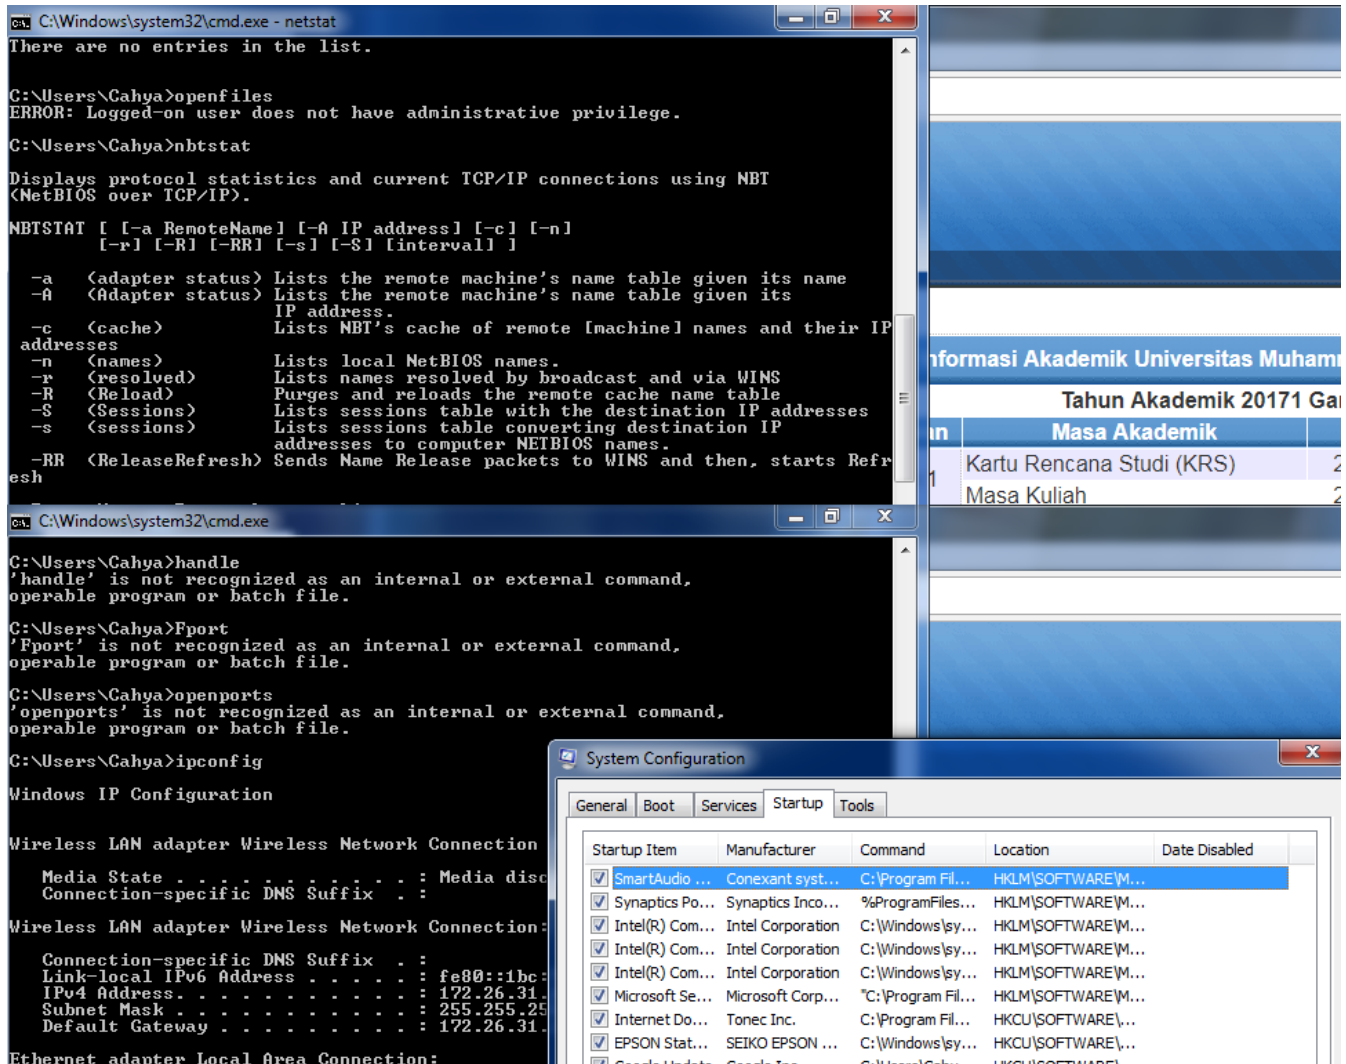 C:\Windows\system32\cmd.exe - netstat
There are no entries in the list.
C:\Users\Cahya>openfiles
ERROR: Logged-on user does not have administrative privilege.
C:\Users\Cahya>nbtstat
Displays protocol statistics and current TCP/IP connections using NBT
(NetBIOS over TCP/IP).
NBTSTAT [ [-a RemoteName] [-A IP address] [-c] [-n]
[-r] [-R] [-RR] [-s] [-S] [interval] ]
-a (adapter status) Lists the remote machine's name table given its name
-A (Adapter status) Lists the remote machine's name table given its
IP address.
-c (cache) Lists NBT's cache of remote [machine] names and their IP
addresses
-n (names) Lists local NetBIOS names.
-r (resolved) Lists names resolved by broadcast and via WINS
-R (Reload) Purges and reloads the remote cache name table
-S (Sessions) Lists sessions table with the destination IP addresses
-s (sessions) Lists sessions table converting destination IP
addresses to computer NETBIOS names.
-RR (ReleaseRefresh) Sends Name Release packets to WINS and then, starts Refr
esh
nformasi Akademik Universitas Muham
Tahun Akademik 20171 Ga
an Masa Akademik
1 Kartu Rencana Studi (KRS) 2
Masa Kuliah 2
C:\Windows\system32\cmd.exe
C:\Users\Cahya>handle
'handle' is not recognized as an internal or external command,
operable program or batch file.
C:\Users\Cahya>Fport
'Fport' is not recognized as an internal or external command,
operable program or batch file.
C:\Users\Cahya>openports
'openports' is not recognized as an internal or external command,
operable program or batch file.
C:\Users\Cahya>ipconfig
Windows IP Configuration
Wireless LAN adapter Wireless Network Connection
Media State . . . . . . . . . . . : Media disc
Connection-specific DNS Suffix . :
Wireless LAN adapter Wireless Network Connection:
Connection-specific DNS Suffix . :
Link-local IPv6 Address . . . . . : fe80::1bc:
IPv4 Address. . . . . . . . . . . : 172.26.31.
Subnet Mask . . . . . . . . . . . : 255.255.25
Default Gateway . . . . . . . . . : 172.26.31.
Ethernet adapter Local Area Connection:
System Configuration
General Boot Services Startup Tools
Startup Item Manufacturer Command Location Date Disabled
SmartAudio ... Conexant syst... C:\Program Fil... HKLM\SOFTWARE\M...
Synaptics Po... Synaptics Inco... %ProgramFiles... HKLM\SOFTWARE\M...
Intel(R) Com... Intel Corporation C:\Windows\sy... HKLM\SOFTWARE\M...
Intel(R) Com... Intel Corporation C:\Windows\sy... HKLM\SOFTWARE\M...
Intel(R) Com... Intel Corporation C:\Windows\sy... HKLM\SOFTWARE\M...
Microsoft Se... Microsoft Corp... "C:\Program Fil... HKLM\SOFTWARE\M...
Internet Do... Tonec Inc. C:\Program Fil... HKCU\SOFTWARE\...
EPSON Stat... SEIKO EPSON ... C:\Windows\sy... HKCU\SOFTWARE\...